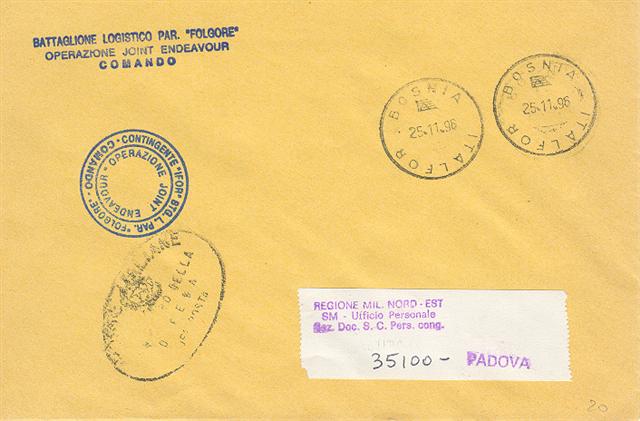 BATTAGLIONE LOGISTICO PAR. "FOLGORE"
OPERAZIONE JOINT ENDEAVOUR
COMANDO
BOSNIA
25.11.96
ITALFOR
BOSNIA
25.11.96
ITALFOR
CONTINGENTE "IFOR" BTG. L. PAR. "FOLGORE" - COMANDO -
OPERAZIONE JOINT ENDEAVOUR
DELLA
REGIONE MIL. NORD - EST
SM - Ufficio Personale
Sez. Doc. S. C. Pers. cong.
35100 - PADOVA
20